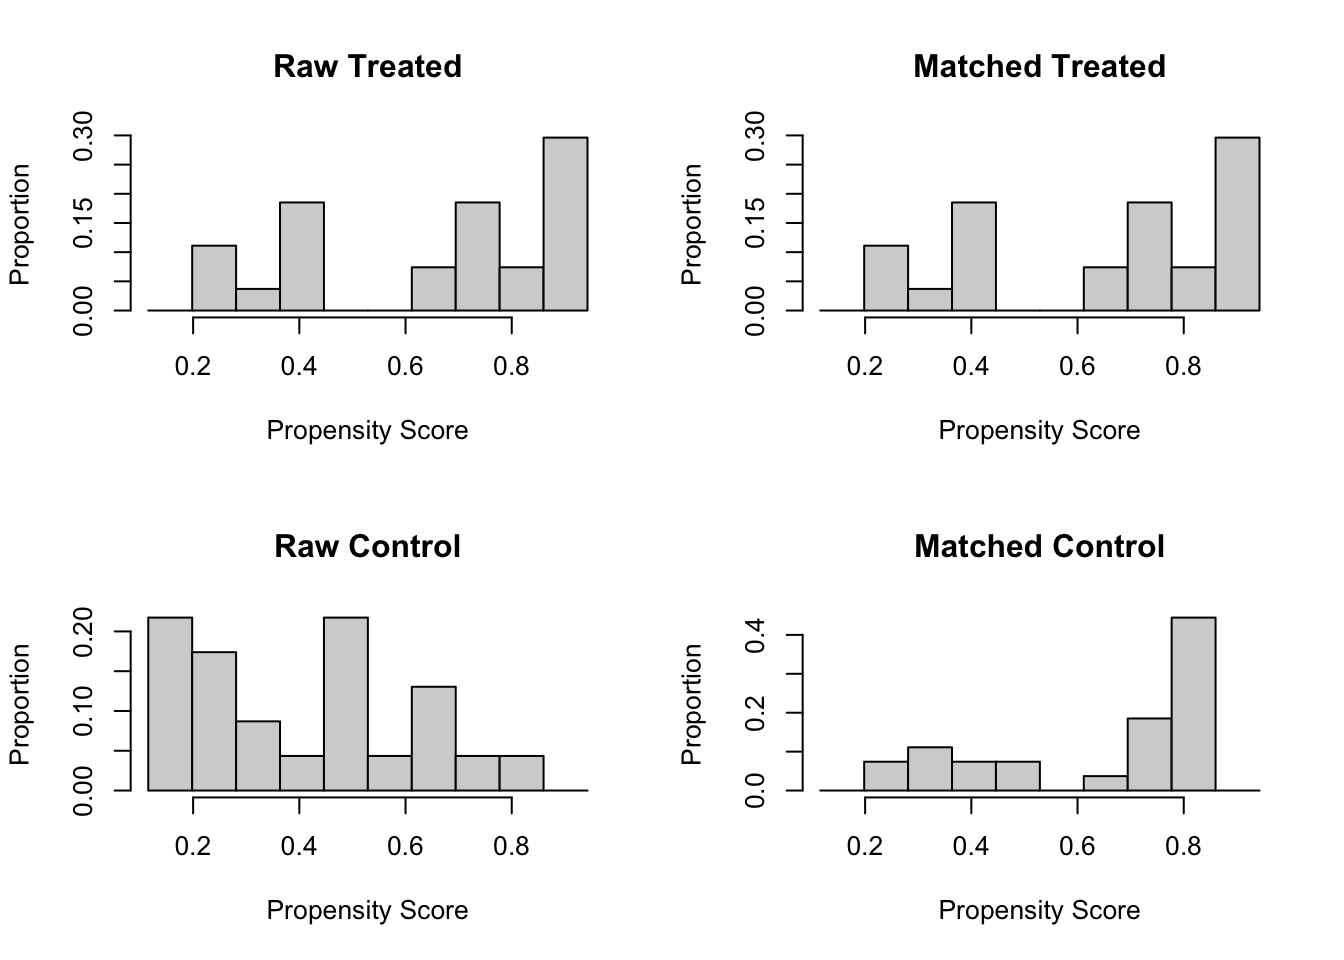 Raw Treated
Proportion
0.00 0.15 0.30
0.2 0.4 0.6 0.8
Propensity Score
Matched Treated
Proportion
0.00 0.15 0.30
0.2 0.4 0.6 0.8
Propensity Score
Raw Control
Proportion
0.00 0.10 0.20
0.2 0.4 0.6 0.8
Propensity Score
Matched Control
Proportion
0.0 0.2 0.4
0.2 0.4 0.6 0.8
Propensity Score